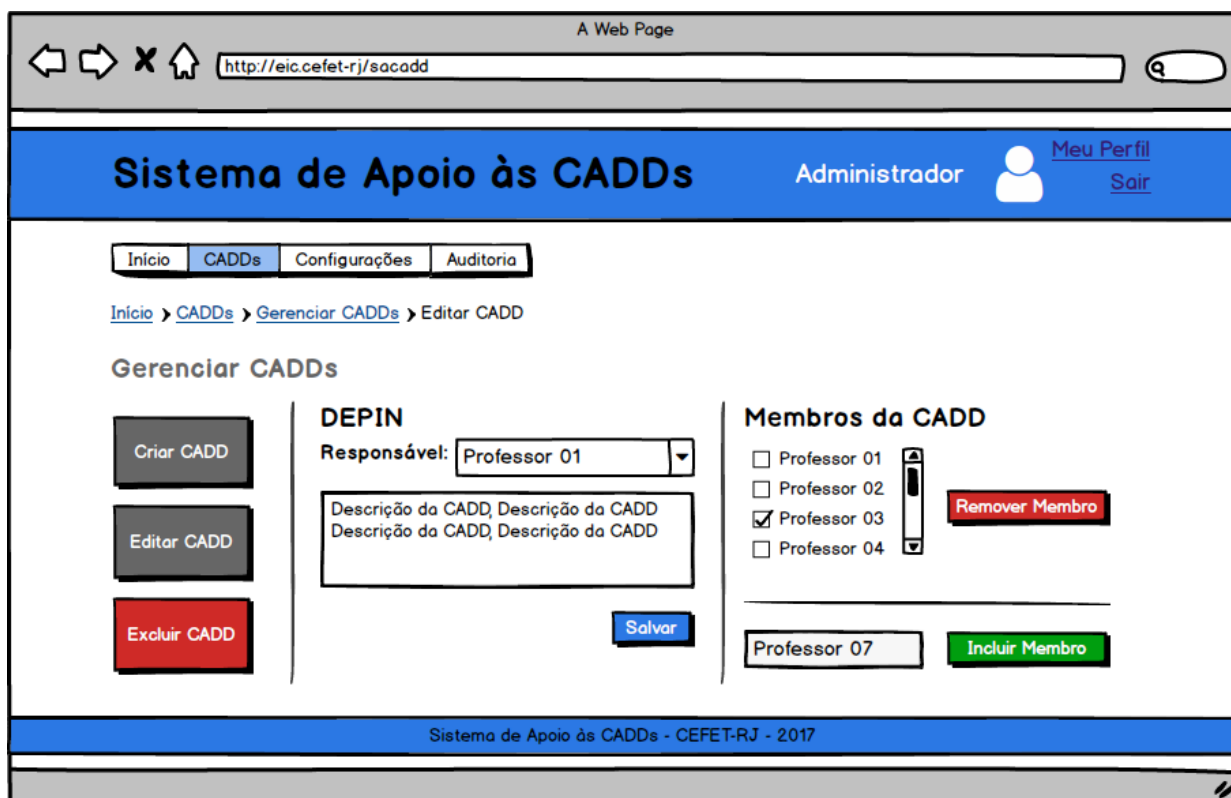 A Web Page
http://eic.cefet-rj/sacadd
Sistema de Apoio às CADDs
Administrador
Meu Perfil
Sair
Início CADDs Configurações Auditoria
Início CADDs Gerenciar CADDs Editar CADD
Gerenciar CADDs
Criar CADD
Editar CADD
Excluir CADD
DEPIN
Responsável: Professor 01
Descrição da CADD, Descrição da CADD
Descrição da CADD, Descrição da CADD
Salvar
Membros da CADD
Professor 01
Professor 02
Professor 03
Professor 04
Remover Membro
Professor 07
Incluir Membro
Sistema de Apoio às CADDs - CEFET-RJ - 2017